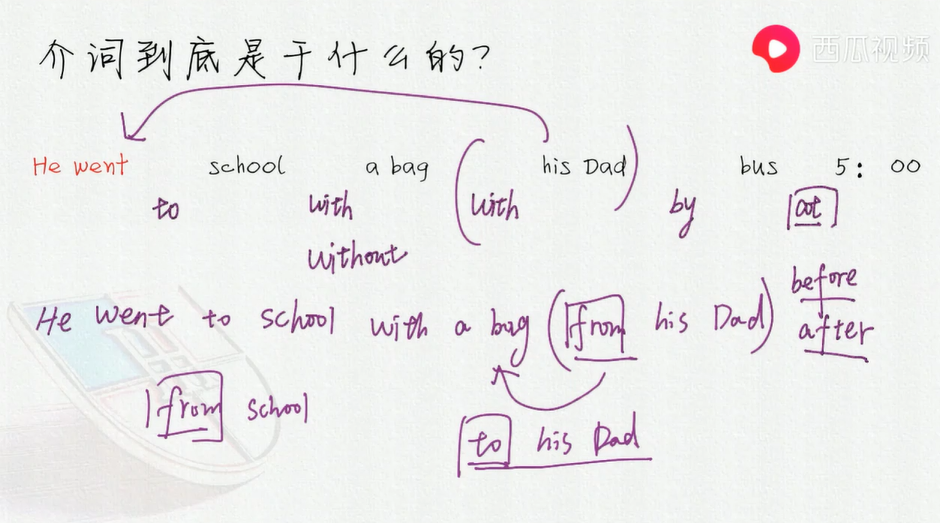 介词到底是干什么的？
西瓜视频
He went school a bag ( his Dad ) bus 5：00
to with with by at
without
before
He went to school with a bag (from his Dad) after
from school
to his Dad